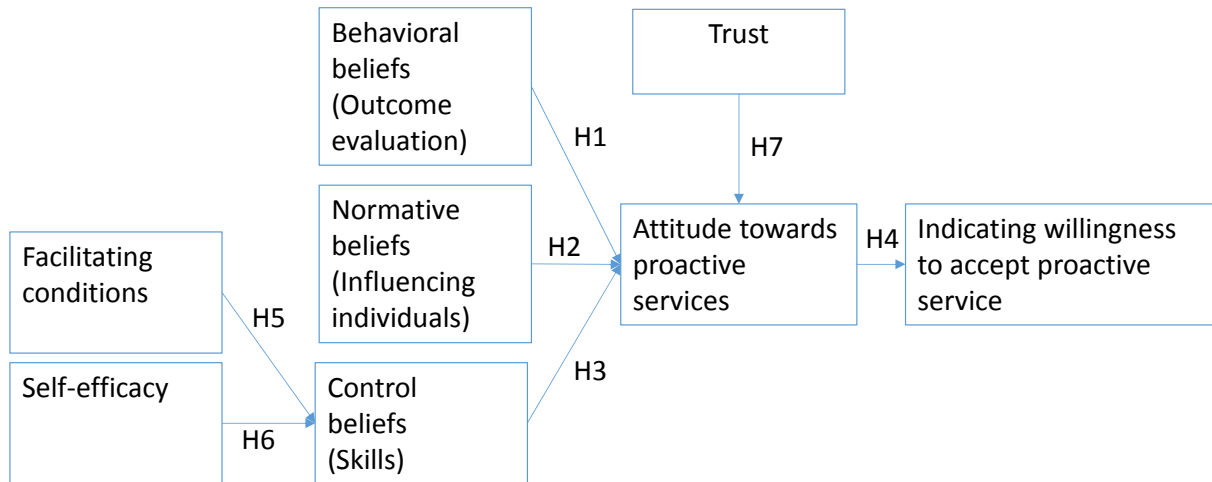 Behavioral
beliefs
(Outcome
evaluation)
Trust
H1
H7
Normative
beliefs
(Influencing
individuals)
H2
Attitude towards
proactive
services
H4
Indicating willingness
to accept proactive
service
Facilitating
conditions
H5
H3
Self-efficacy
H6
Control
beliefs
(Skills)